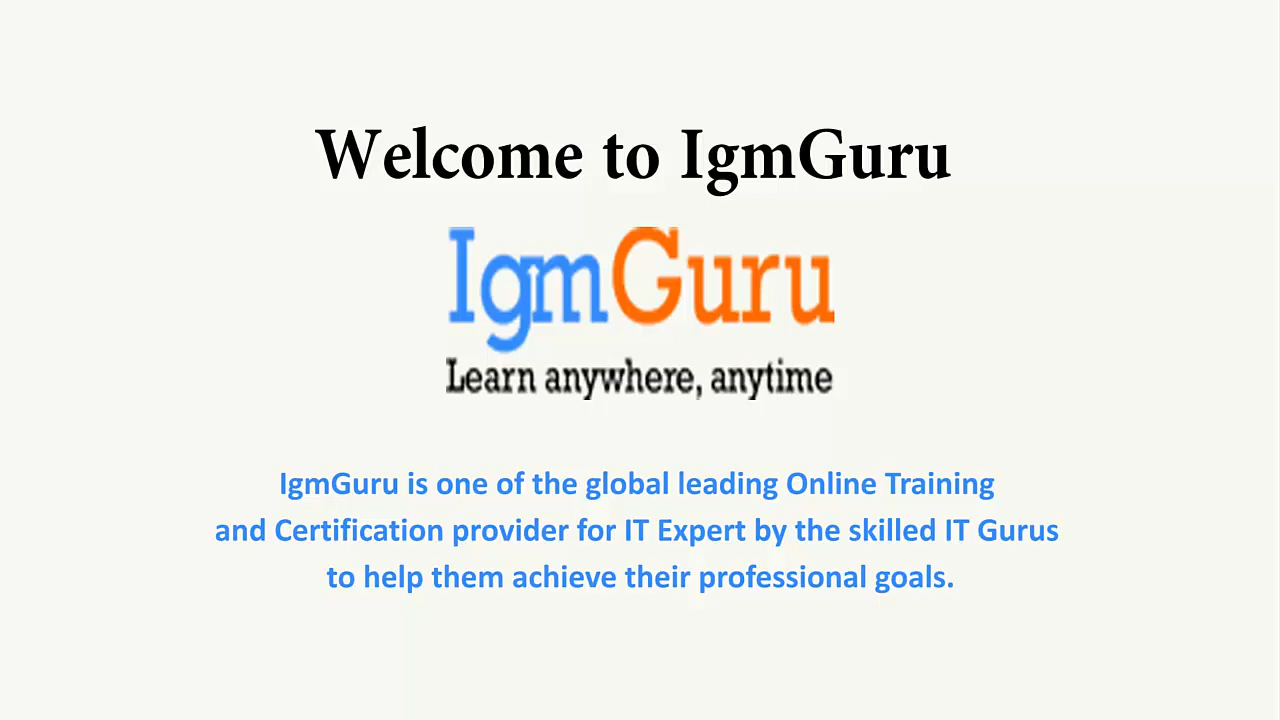 Welcome to IgmGuru
IgmGuru
Learn anywhere, anytime
IgmGuru is one of the global leading Online Training
and Certification provider for IT Expert by the skilled IT Gurus
to help them achieve their professional goals.